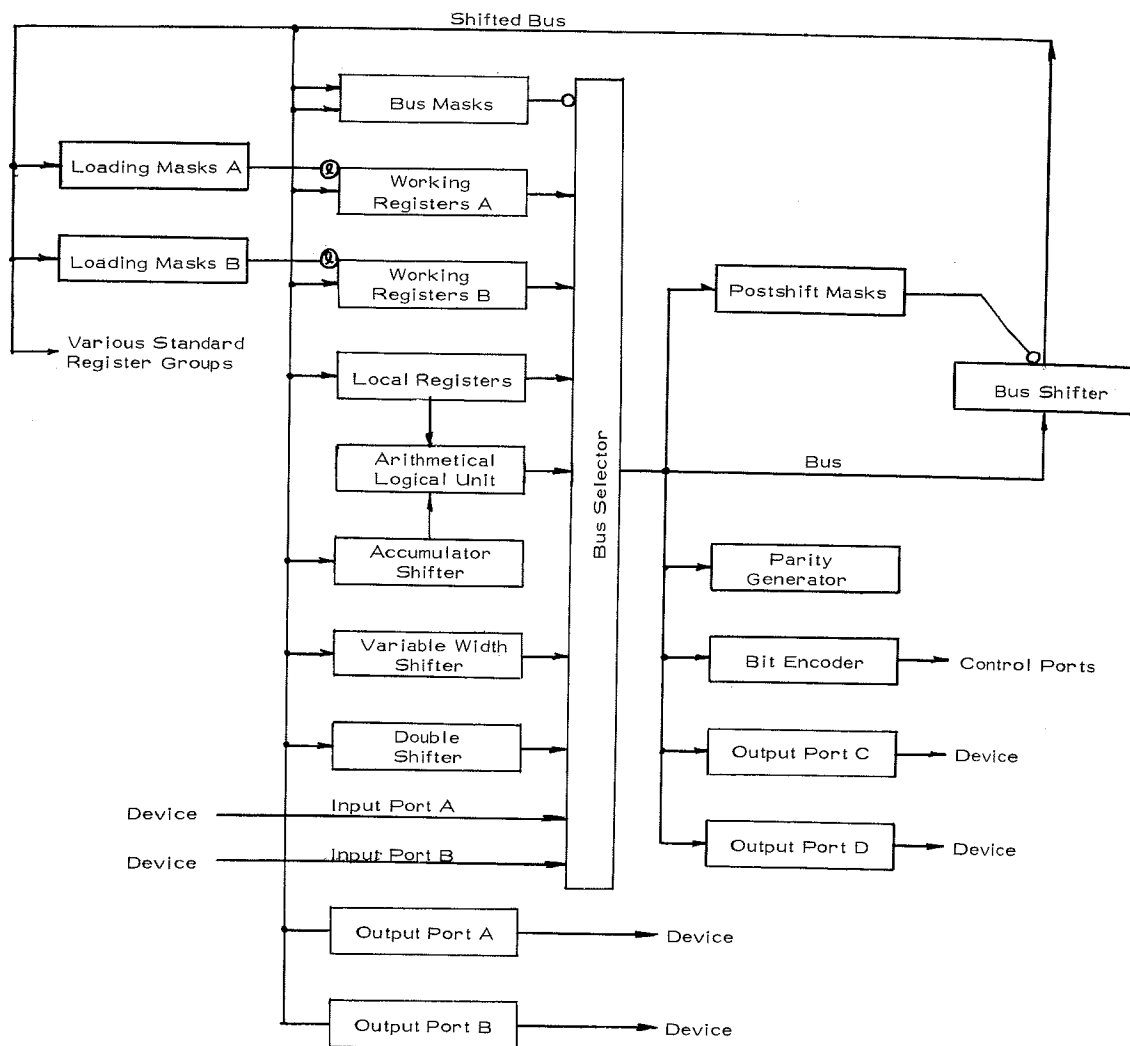 Shifted Bus
Bus Masks
Loading Masks A
Working
Registers A
Loading Masks B
Working
Registers B
Postshift Masks
Various Standard
Register Groups
Local Registers
Bus Shifter
Arithmetical
Logical Unit
Bus Selector
Bus
Accumulator
Shifter
Parity
Generator
Variable Width
Shifter
Bit Encoder
Control Ports
Double
Shifter
Output Port C
Device
Device
Input Port A
Device
Input Port B
Output Port D
Device
Output Port A
Device
Output Port B
Device